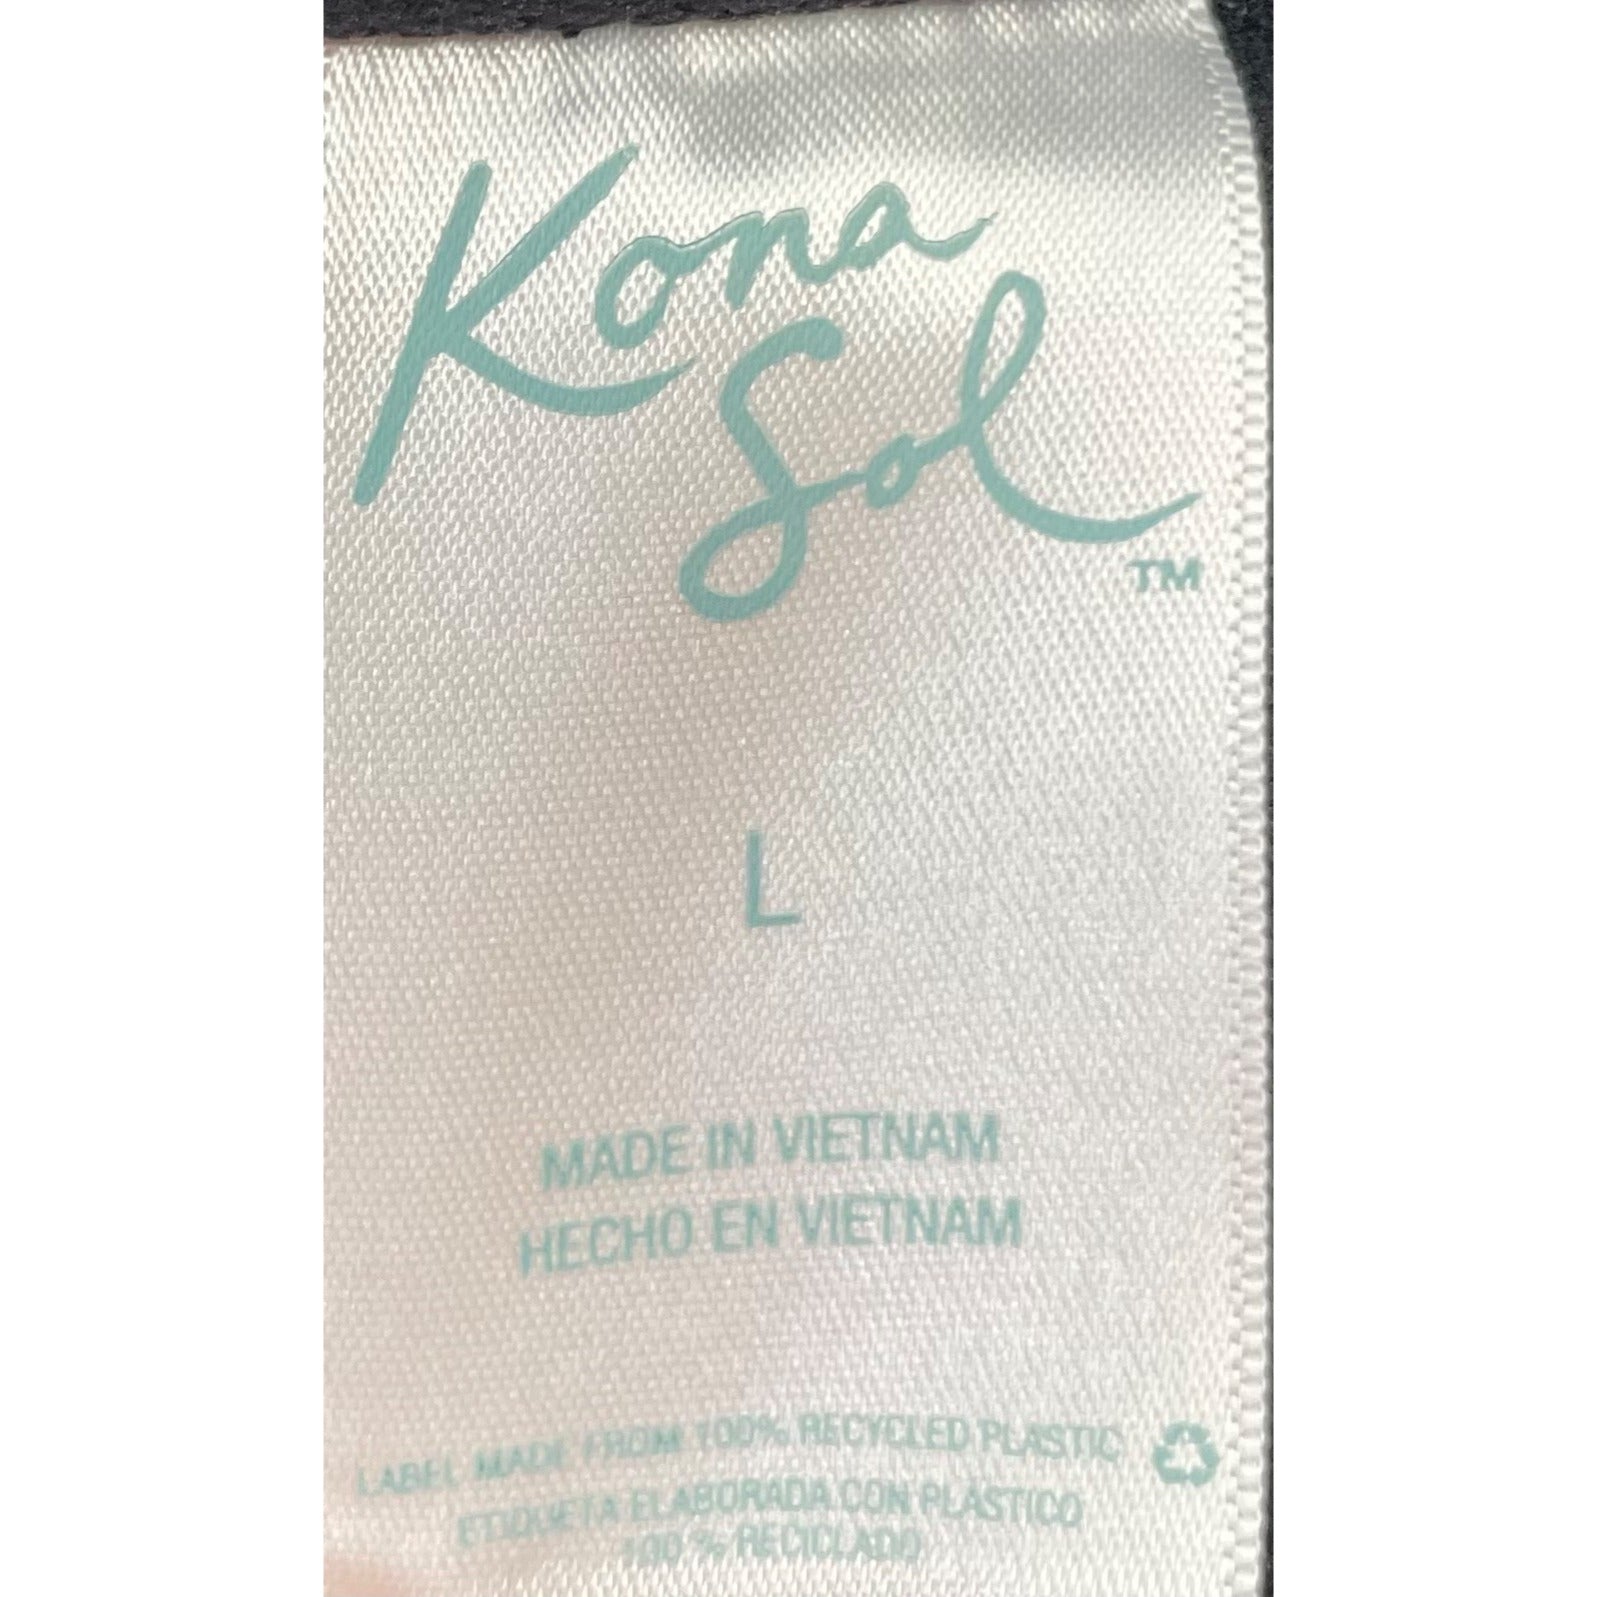 Kona
Sol
TM
L
MADE IN VIETNAM
HECHO EN VIETNAM
LABEL MADE FROM 100% RECYCLED PLASTIC
ETIQUETA ELABORADA CON PLASTICO
100 % RECICLADO